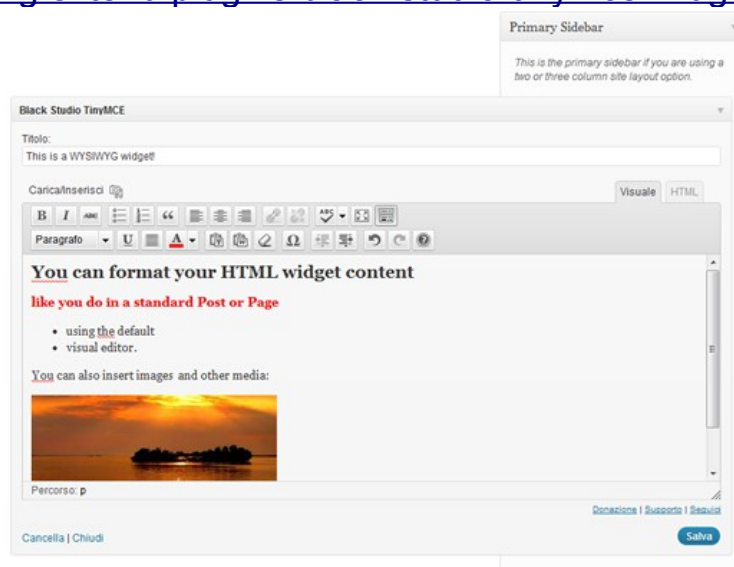 Primary Sidebar
This is the primary sidebar if you are using a
two or three column site layout option.
Black Studio TinyMCE
Titolo:
This is a WYSIWYG widget!
Carica/Inserisci
Visuale HTML
B I ABC ABC
Paragrafo U A Ω
You can format your HTML widget content
like you do in a standard Post or Page
• using the default
• visual editor.
You can also insert images and other media:
Percorso: p
Donazione | Supporto | Seguici
Cancella | Chiudi
Salva